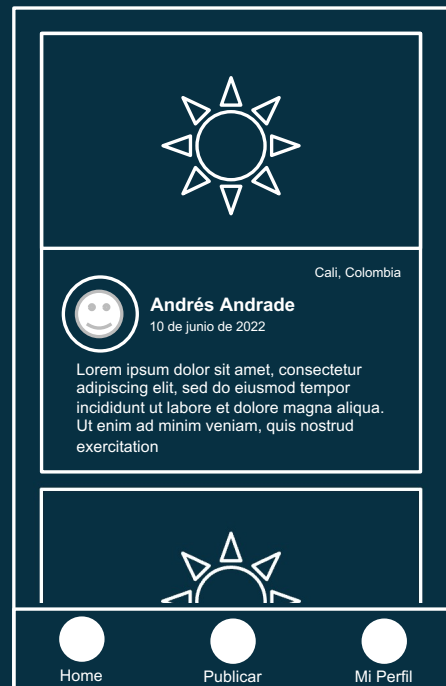 Cali, Colombia
Andrés Andrade
10 de junio de 2022
Lorem ipsum dolor sit amet, consectetur
adipiscing elit, sed do eiusmod tempor
incididunt ut labore et dolore magna aliqua.
Ut enim ad minim veniam, quis nostrud
exercitation
Home
Publicar
Mi Perfil